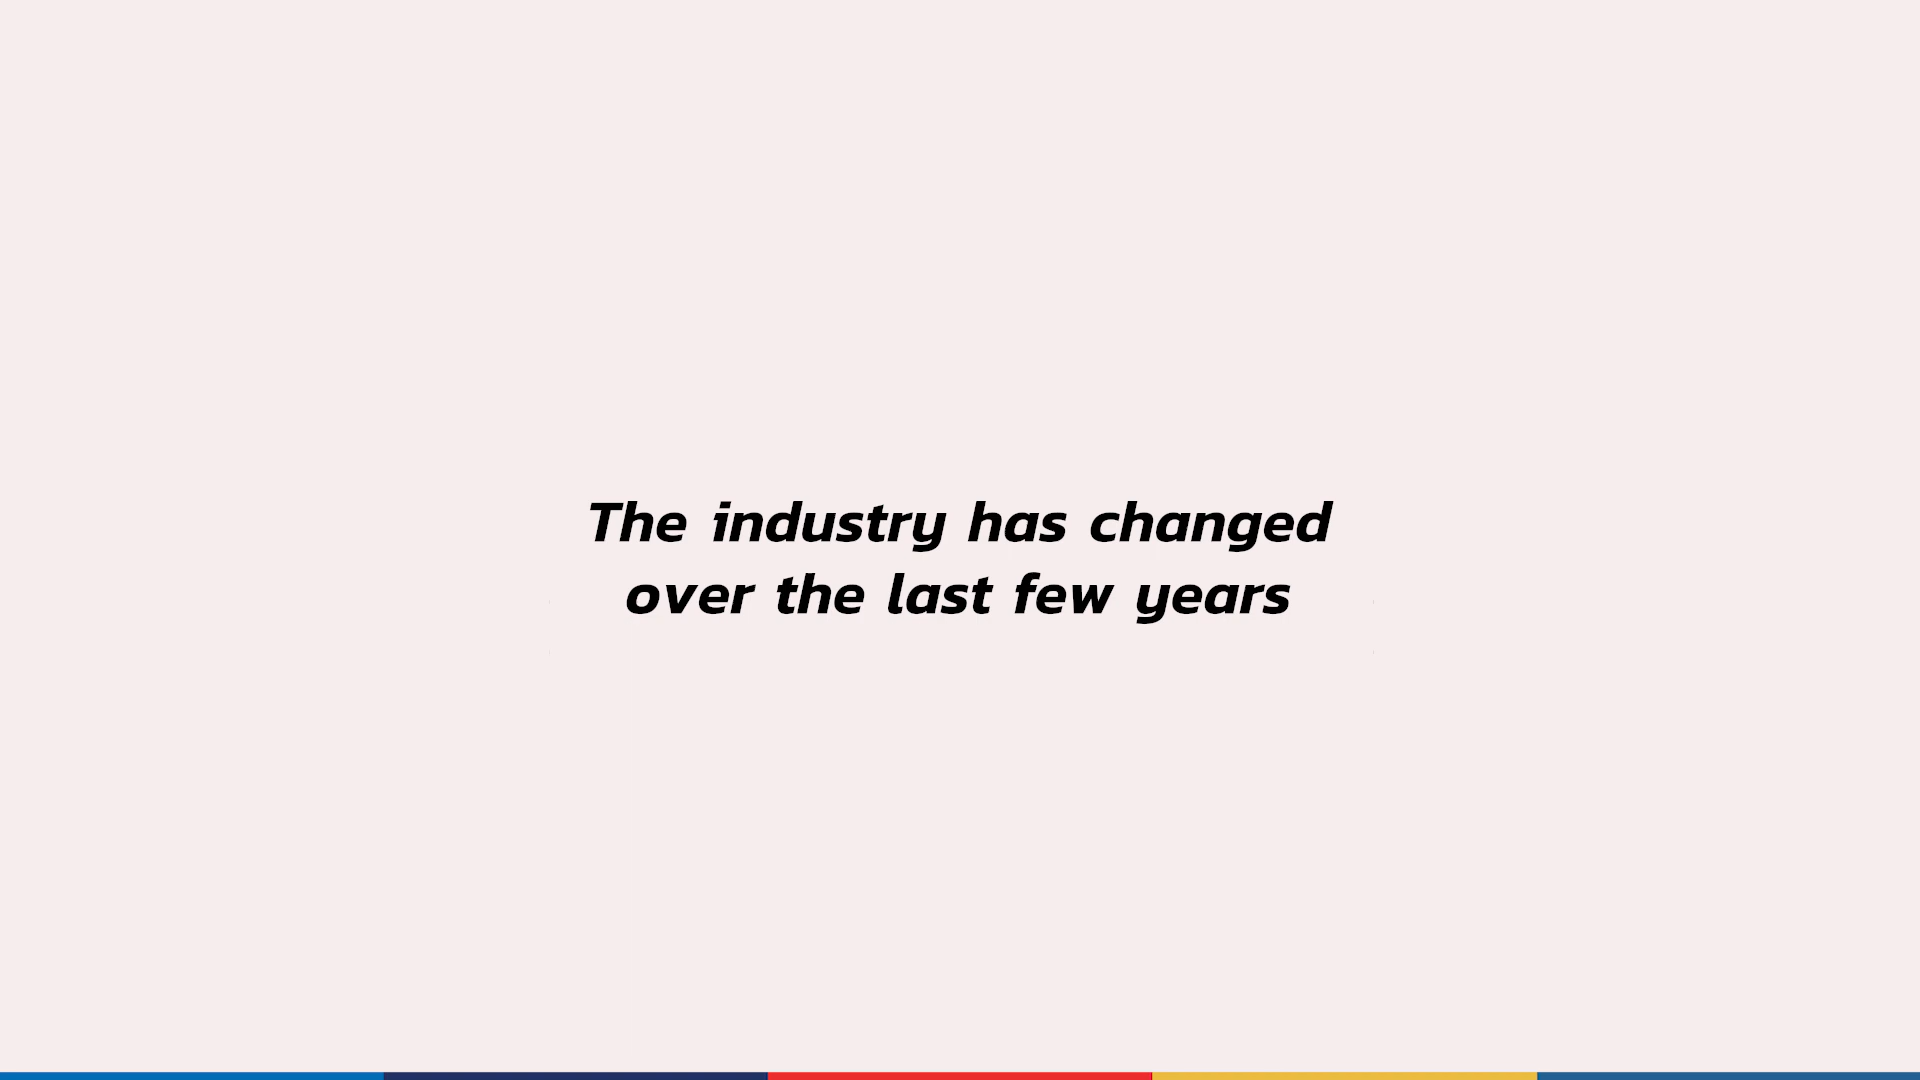 The industry has changed
over the last few years